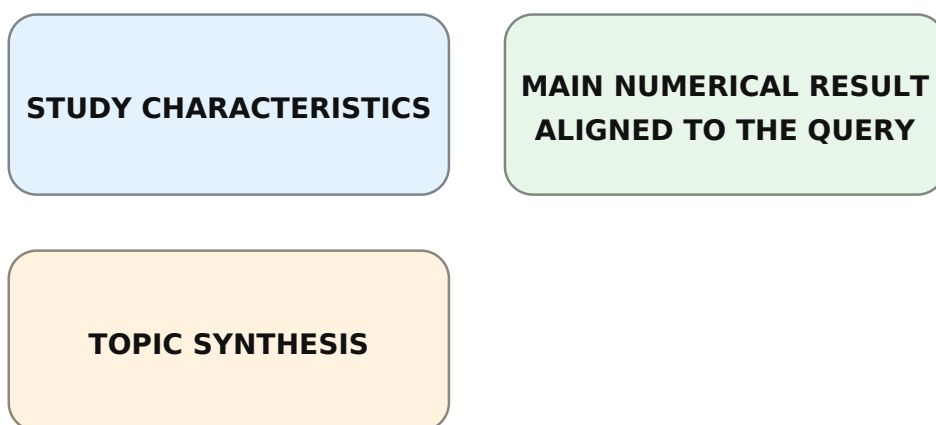 STUDY CHARACTERISTICS
MAIN NUMERICAL RESULT
ALIGNED TO THE QUERY
TOPIC SYNTHESIS